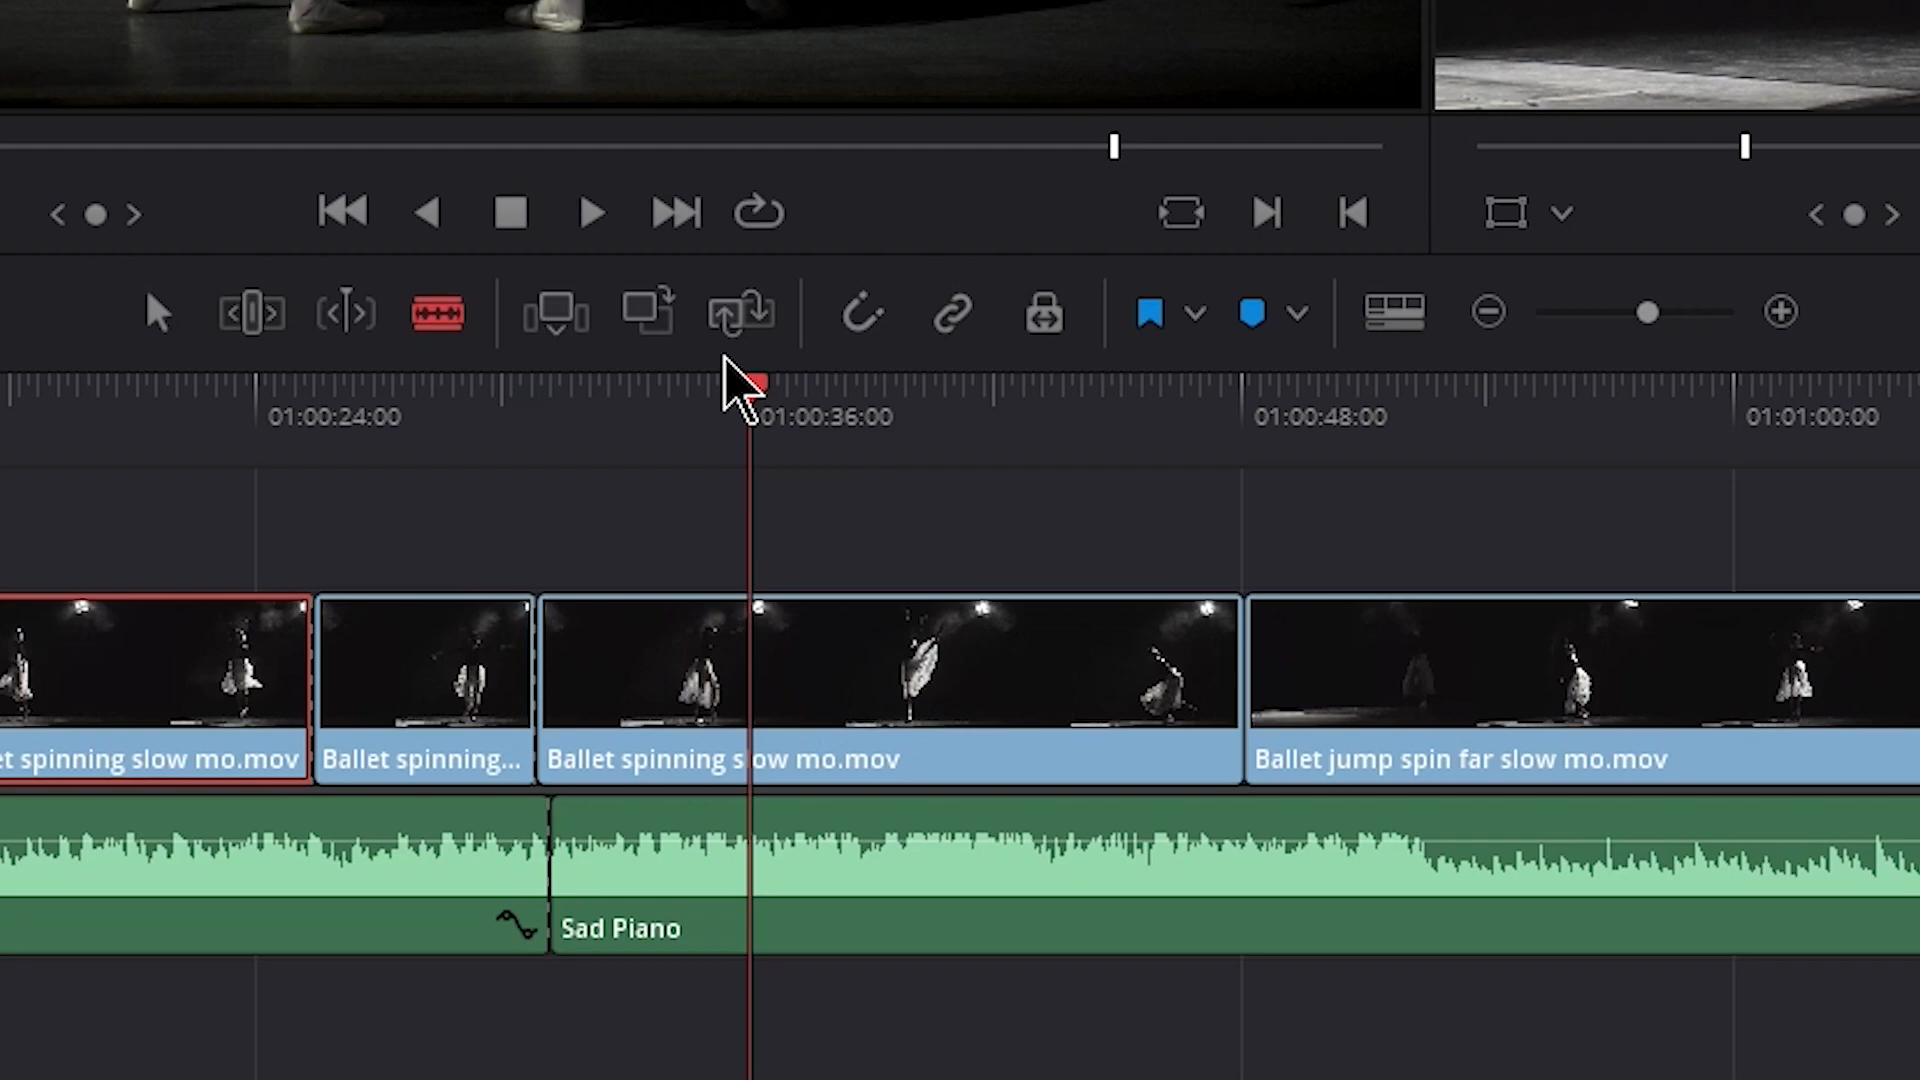 01:00:24:00
01:00:36:00
01:00:48:00
01:01:00:00
et spinning slow mo.mov
Ballet spinning...
Ballet spinning slow mo.mov
Ballet jump spin far slow mo.mov
Sad Piano